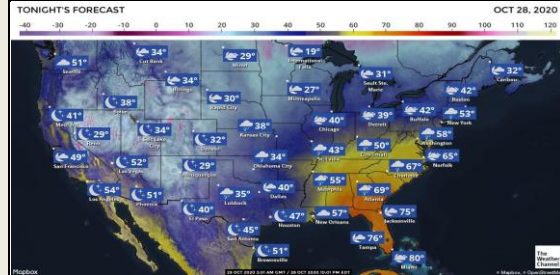 TONIGHT'S FORECAST
OCT 28, 2020
-40 -30 -20 -10 0 10 20 30 40 50 60 70 80 90 100 110 120
51° Seattle
34° Cut Bank
29° Minot
19° International Falls
31° Sault Ste. Marie
32° Caribou
34° Billings
30° Rapid City
27° Minneapolis
42° Boston
41°
38° Boise
42° Buffalo
53° New York
39° Detroit
40° Chicago
29° Reno
34° Salt Lake City
32° Denver
38° Kansas City
58° Washington
50° Cincinnati
43° St. Louis
65° Norfolk
49° San Francisco
52° Las Vegas
29° Albuquerque
34° Oklahoma City
67° Charlotte
55° Memphis
69° Atlanta
54° Los Angeles
51° Phoenix
35° Lubbock
40° Dallas
40° El Paso
47° Houston
57° New Orleans
75° Jacksonville
45° San Antonio
51° Brownsville
76° Tampa
80° Miami
The Weather Channel
Mapbox
© Mapbox, © OpenStreetMap